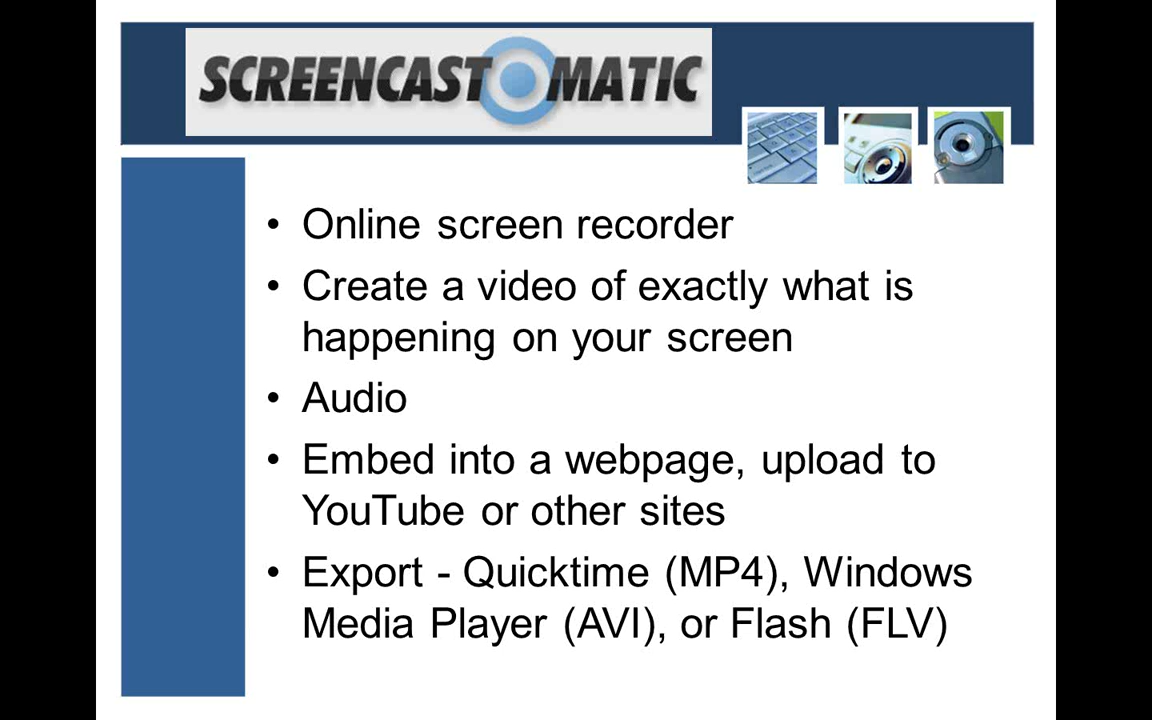 SCREENCAST O MATIC
• Online screen recorder
• Create a video of exactly what is
happening on your screen
• Audio
• Embed into a webpage, upload to
YouTube or other sites
• Export - Quicktime (MP4), Windows
Media Player (AVI), or Flash (FLV)